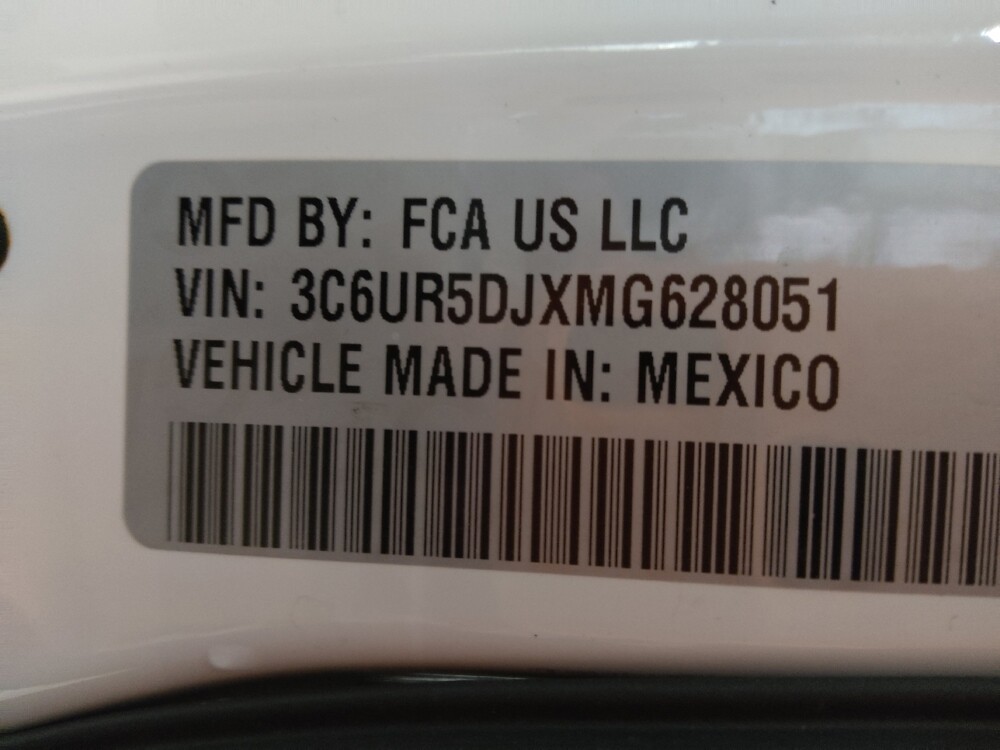 MFD BY: FCA US LLC
VIN: 3C6UR5DJXMG628051
VEHICLE MADE IN: MEXICO